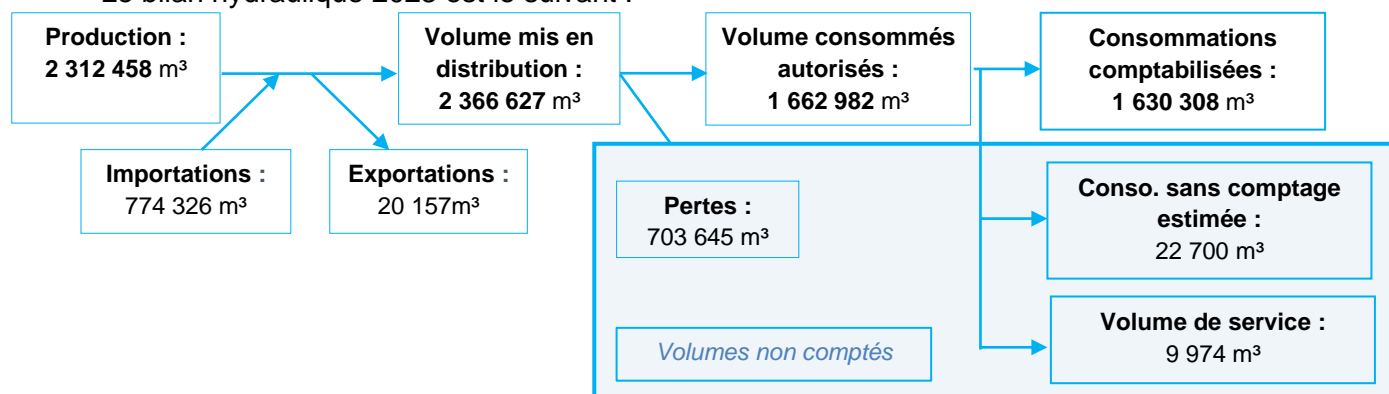 Production :
2 312 458 m³
Volume mis en
distribution :
2 366 627 m³
Volume consommés
autorisés :
1 662 982 m³
Consommations
comptabilisées :
1 630 308 m³
Importations :
774 326 m³
Exportations :
20 157m³
Pertes :
703 645 m³
Conso. sans comptage
estimée :
22 700 m³
Volumes non comptés
Volume de service :
9 974 m³